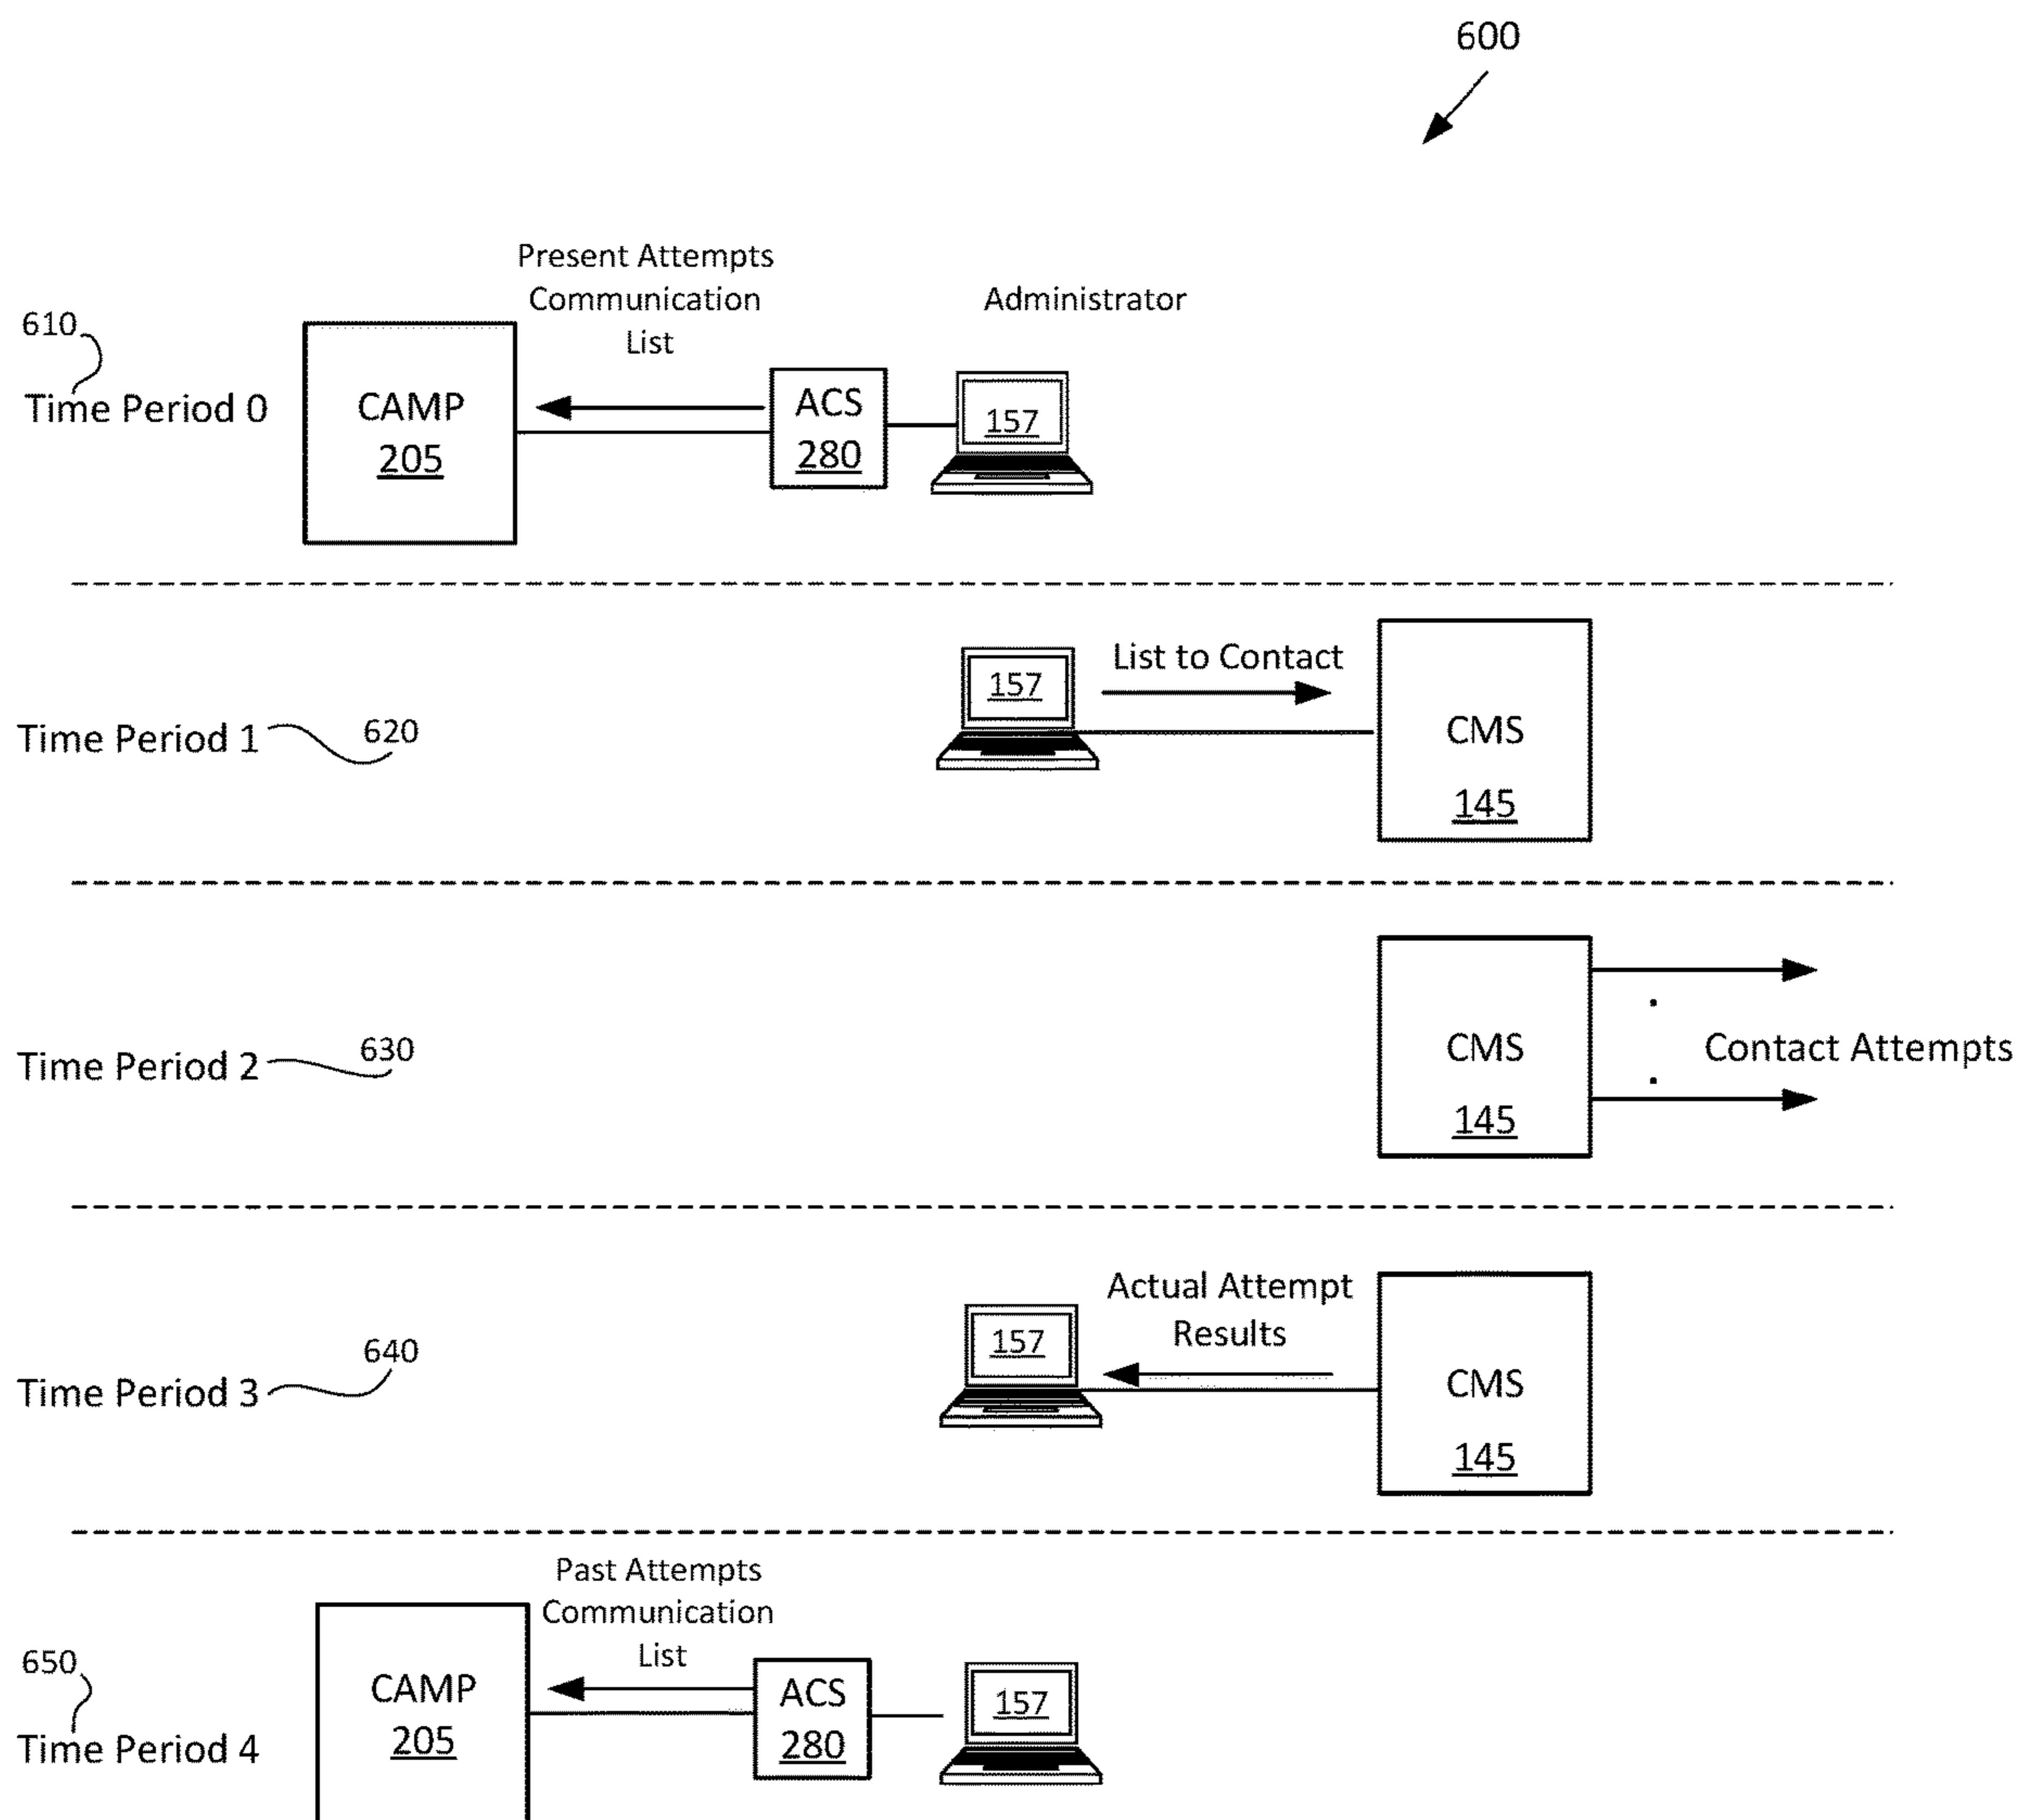 600
Present Attempts
Communication
List
Administrator
610
Time Period 0
CAMP
205
ACS
280
157
List to Contact
157
Time Period 1
620
CMS
145
Time Period 2
630
CMS
145
Contact Attempts
Actual Attempt
Results
157
Time Period 3
640
CMS
145
Past Attempts
Communication
List
650
Time Period 4
CAMP
205
ACS
280
157